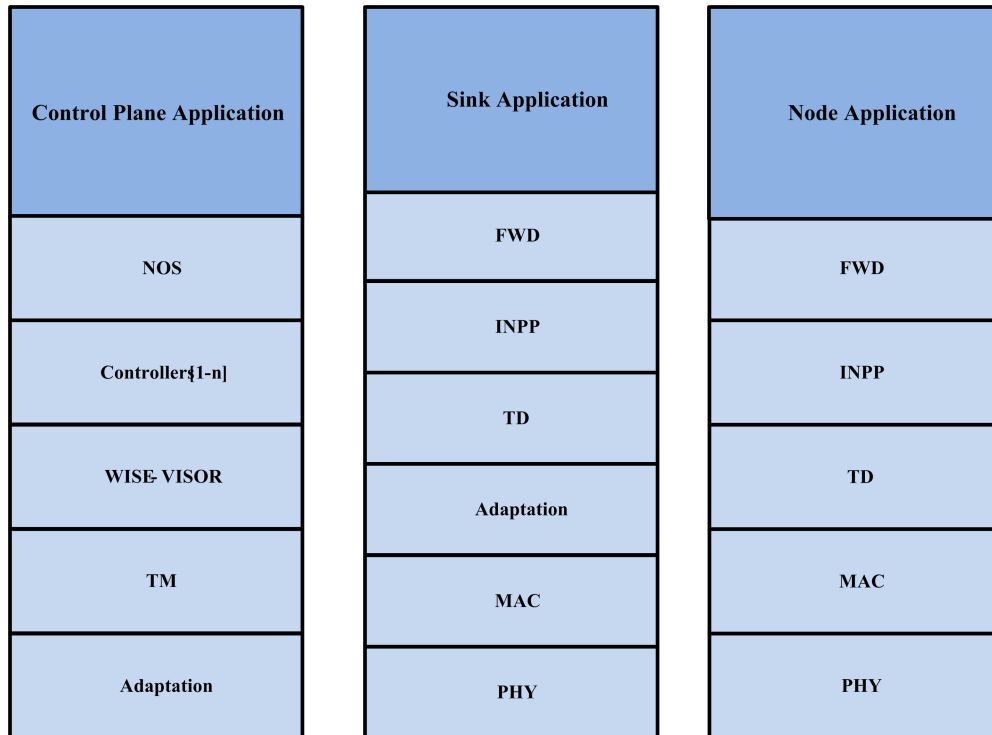 Control Plane Application
NOS
Controllers[1-n]
WISE-VISOR
TM
Adaptation
Sink Application
FWD
INPP
TD
Adaptation
MAC
PHY
Node Application
FWD
INPP
TD
MAC
PHY